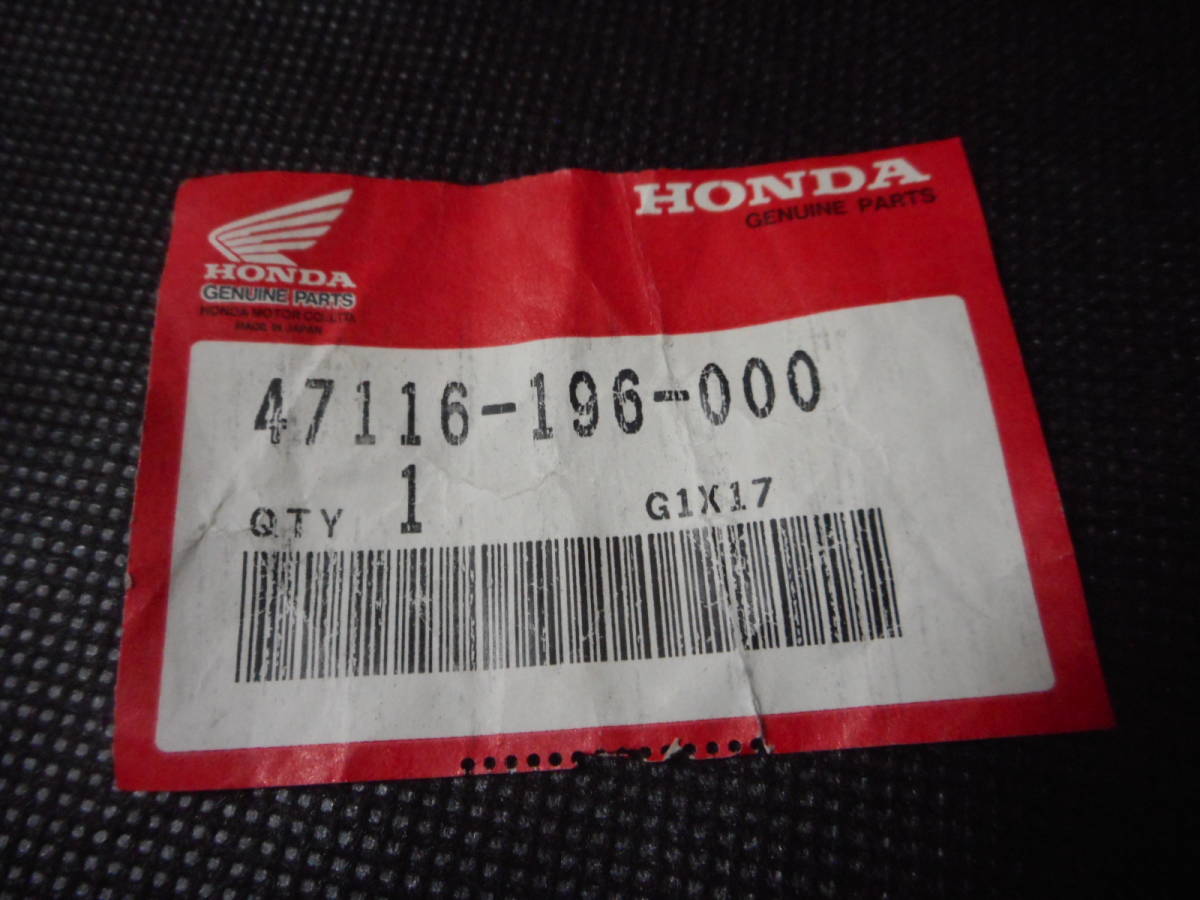 HONDA
GENUINE PARTS
HONDA MOTOR CO., LTD.
MADE IN JAPAN
HONDA
GENUINE PARTS
47116-196-000
QTY 1 G1X17